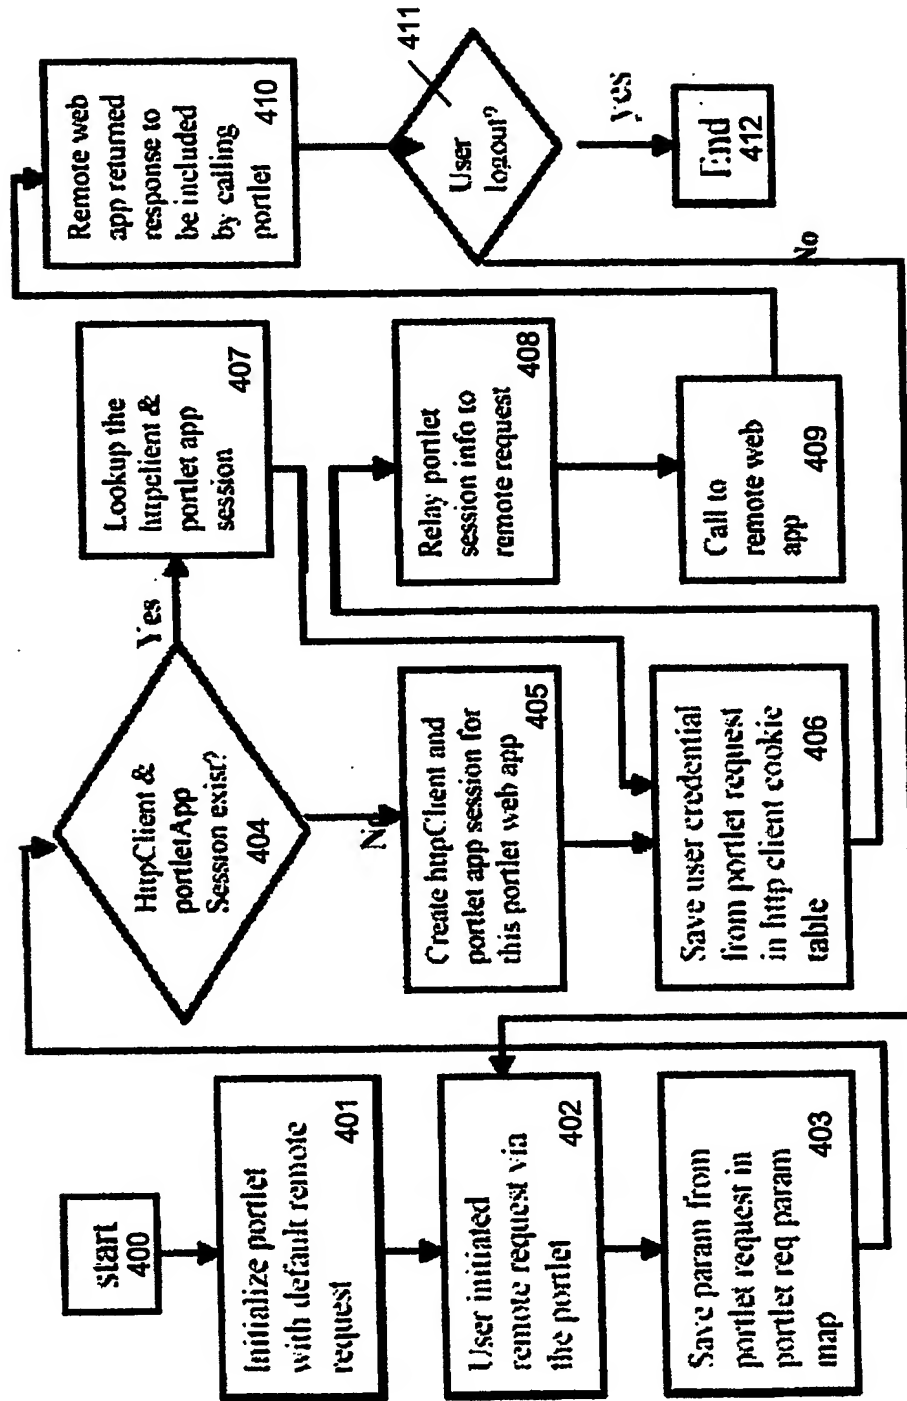 start
400
Initialize portlet
with default remote
request
401
User initiated
remote request via
the portlet
402
Save param from
portlet request in
portlet req param
map
403
HttpClient &
portletApp
Session exist?
404
Yes
No
Create httpClient and
portlet app session for
this portlet web app
405
Save user credential
from portlet request
in http client cookie
table
406
Lookup the
httpclient &
portlet app
session
407
Relay portlet
session info to
remote request
408
Call to
remote web
app
409
Remote web
app returned
response to
be included
by calling
portlet
410
411
User
logout?
yes
No
End
412